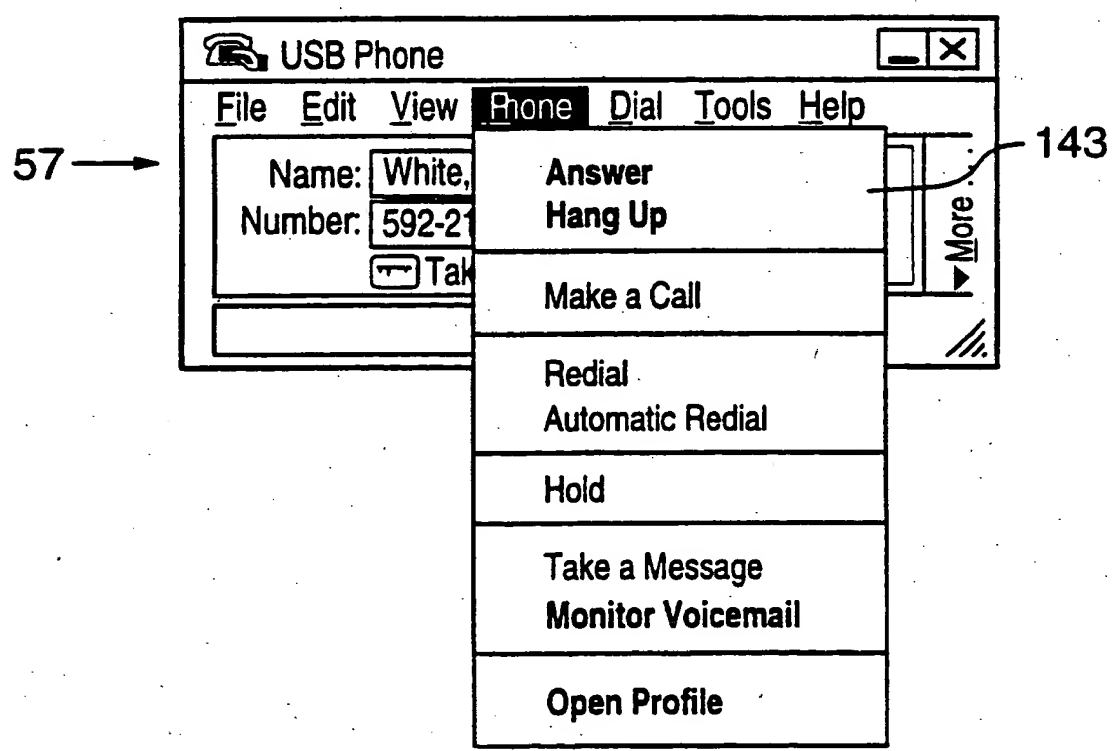 USB Phone
File Edit View Phone Dial Tools Help
57
143
Name: White,
Number: 592-21
Tak
More...
Answer
Hang Up
Make a Call
Redial
Automatic Redial
Hold
Take a Message
Monitor Voicemail
Open Profile